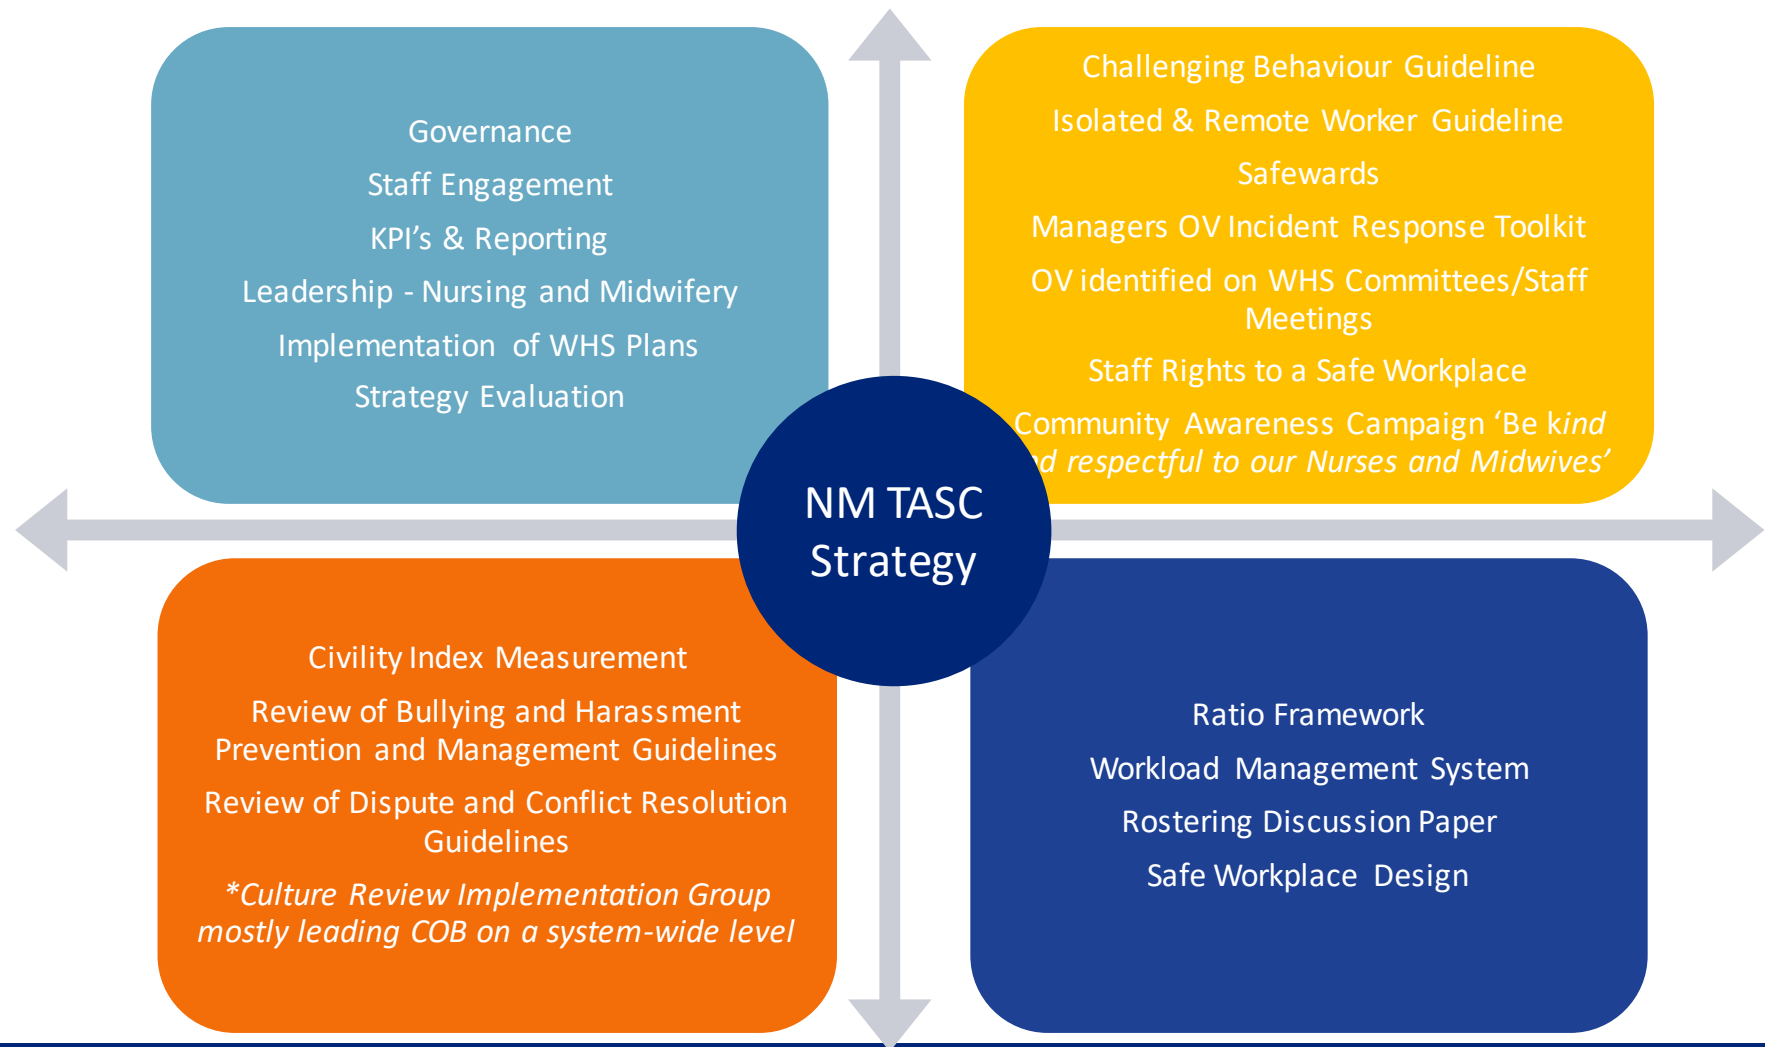 Governance
Staff Engagement
KPI's & Reporting
Leadership - Nursing and Midwifery
Implementation of WHS Plans
Strategy Evaluation
Challenging Behaviour Guideline
Isolated & Remote Worker Guideline
Safewards
Managers OV Incident Response Toolkit
OV identified on WHS Committees/Staff
Meetings
Staff Rights to a Safe Workplace
Community Awareness Campaign ‘Be kind
respectful to our Nurses and Midwives’
NM TASC
Strategy
Civility Index Measurement
Review of Bullying and Harassment
Prevention and Management Guidelines
Review of Dispute and Conflict Resolution
Guidelines
*Culture Review Implementation Group
mostly leading COB on a system-wide level
Ratio Framework
Workload Management System
Rostering Discussion Paper
Safe Workplace Design